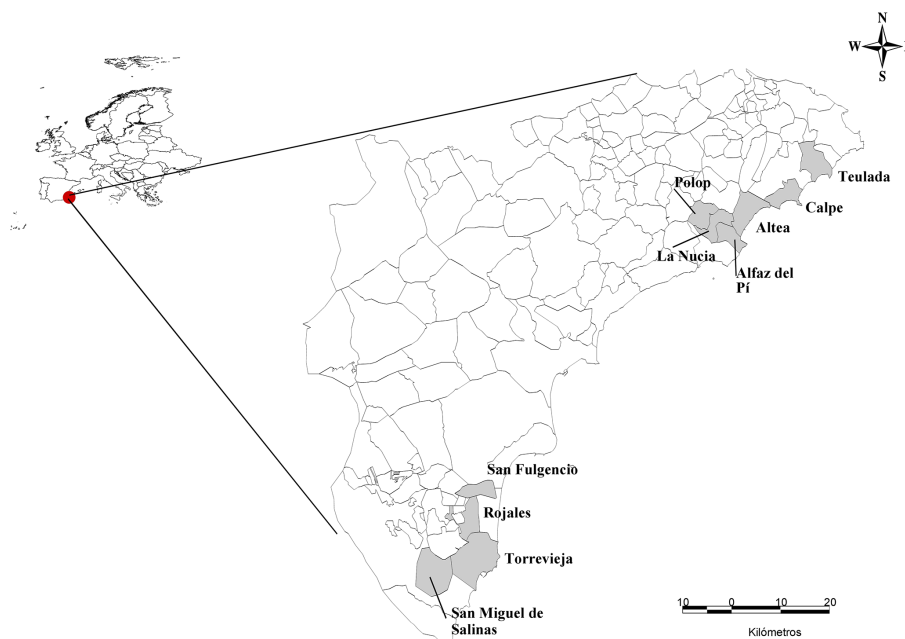 N
W
S
Teulada
Polop
Calpe
Altea
La Nucia
Alfaz del
Pí
San Fulgencio
Rojales
Torrevieja
San Miguel de
Salinas
10 0 10 20
Kilómetros